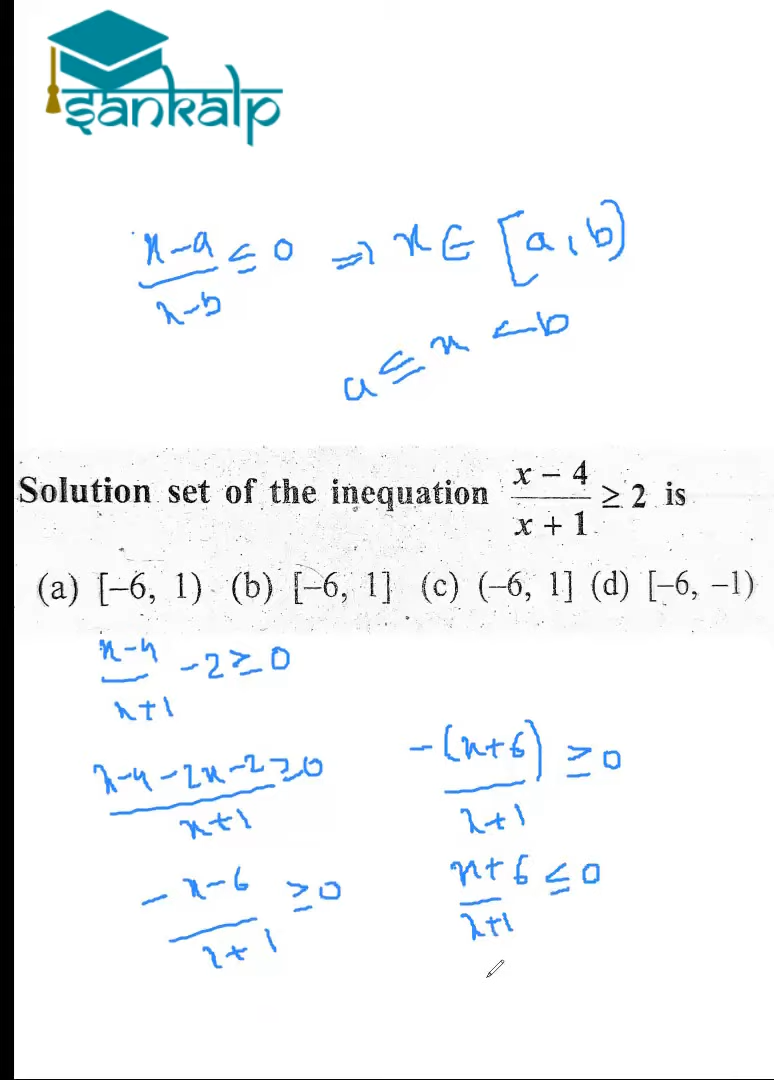 sankalp
x-a/x-b ≤ 0 ⇒ x ∈ [a, b)
a ≤ x < b
Solution set of the inequation x − 4/x + 1 ≥ 2 is
(a) [−6, 1) (b) [−6, 1] (c) (−6, 1] (d) [−6, −1)
x-4/x+1 -2 ≥ 0
x-4-2x-2/x+1 ≥ 0
-x-6/x+1 ≥ 0
-(x+6)/x+1 ≥ 0
x+6/x+1 ≤ 0